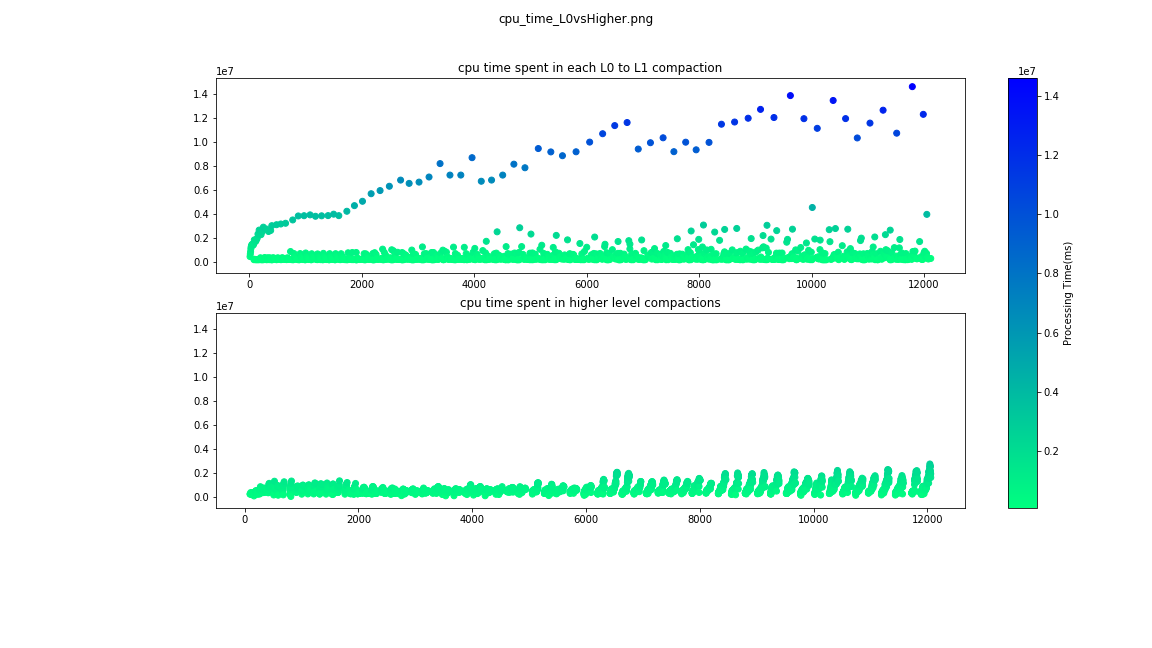 cpu_time_L0vsHigher.png
cpu time spent in each L0 to L1 compaction
1e7
1.4
1.2
1.0
0.8
0.6
0.4
0.2
0.0
0 2000 4000 6000 8000 10000 12000
cpu time spent in higher level compactions
1e7
1.4
1.2
1.0
0.8
0.6
0.4
0.2
0.0
0 2000 4000 6000 8000 10000 12000
1e7
1.4
1.2
1.0
0.8
0.6
0.4
0.2
Processing Time(ms)